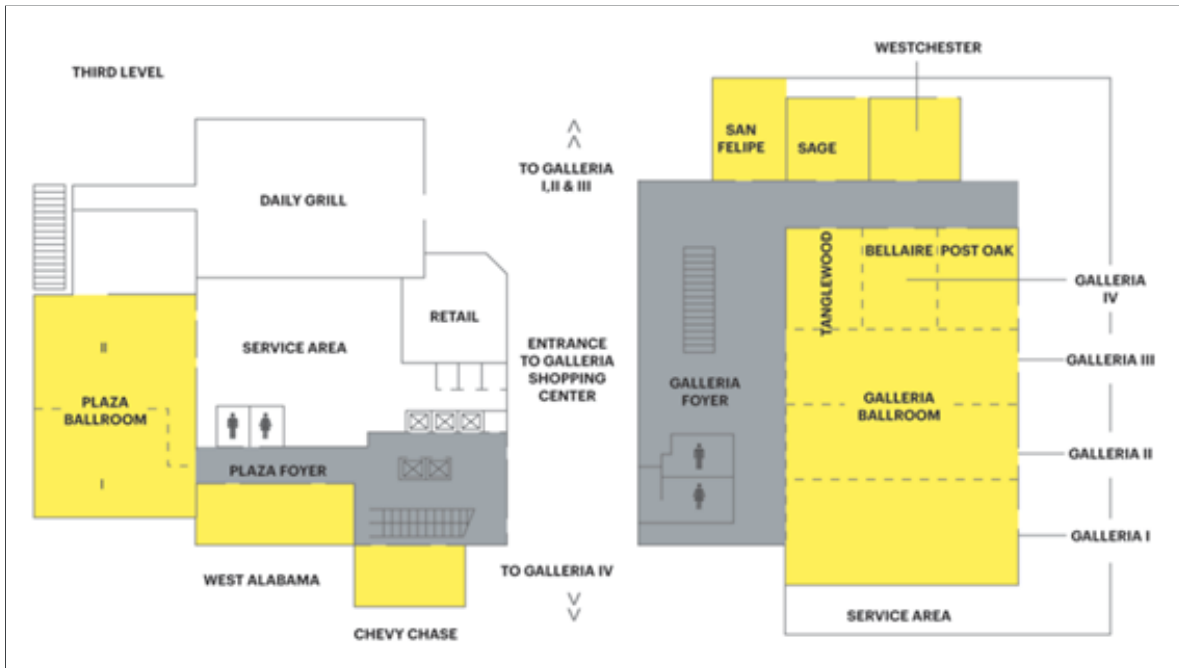 THIRD LEVEL
DAILY GRILL
RETAIL
SERVICE AREA
II
PLAZA
BALLROOM
I
PLAZA FOYER
WEST ALABAMA
CHEVY CHASE
TO GALLERIA
I,II & III
ENTRANCE
TO GALLERIA
SHOPPING
CENTER
TO GALLERIA IV
WESTCHESTER
SAN
FELIPE
SAGE
TANGLEWOOD
BELLAIRE
POST OAK
GALLERIA
IV
GALLERIA III
GALLERIA
FOYER
GALLERIA
BALLROOM
GALLERIA II
GALLERIA I
SERVICE AREA